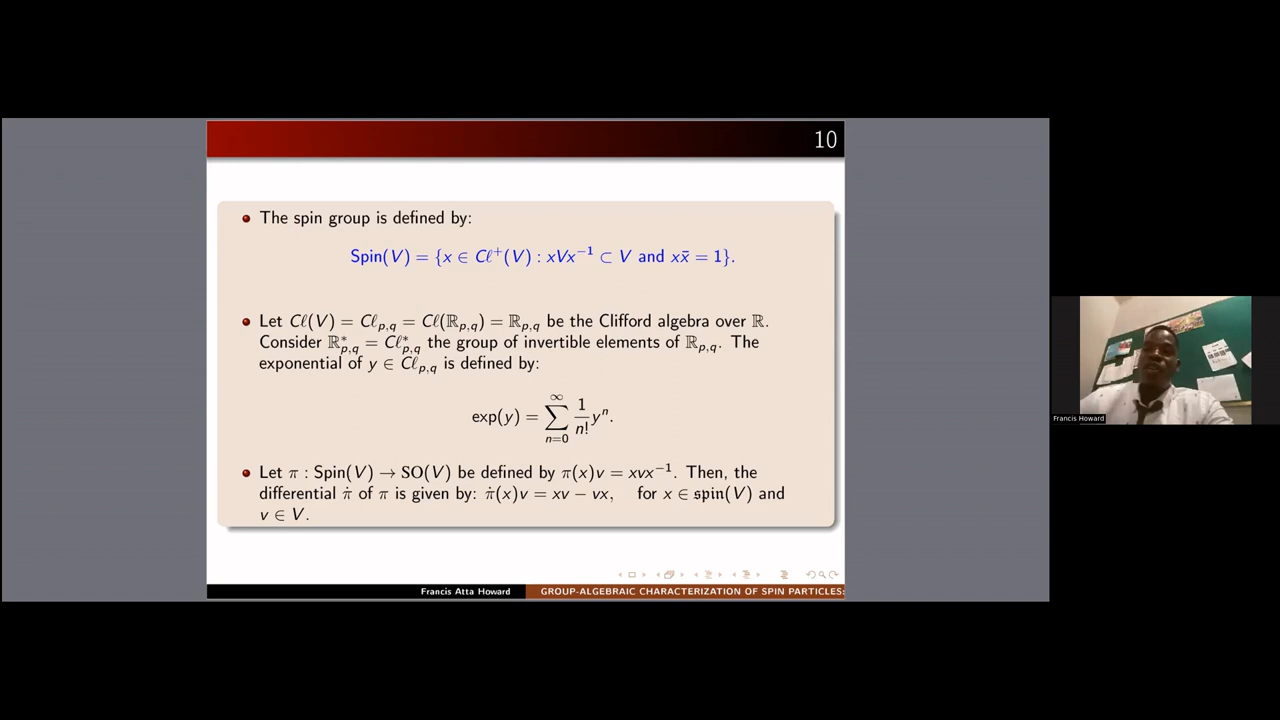 10
The spin group is defined by:
Spin(V) = {x ∈ Cℓ⁺(V) : xVx⁻¹ ⊂ V and xx̄ = 1}.
Let Cℓ(V) = Cℓ_{p,q} = Cℓ(ℝ_{p,q}) = ℝ_{p,q} be the Clifford algebra over ℝ.
Consider ℝ*_{p,q} = Cℓ*_{p,q} the group of invertible elements of ℝ_{p,q}. The
exponential of y ∈ Cℓ_{p,q} is defined by:
exp(y) = ∑_{n=0}^{∞} 1/n! yⁿ.
Let π : Spin(V) → SO(V) be defined by π(x)v = xvx⁻¹. Then, the
differential π̇ of π is given by: π̇(x)v = xv − vx, for x ∈ 𝔰𝔭𝔦𝔫(V) and
v ∈ V.
Francis Atta Howard
GROUP-ALGEBRAIC CHARACTERIZATION OF SPIN PARTICLES:
Francis Howard